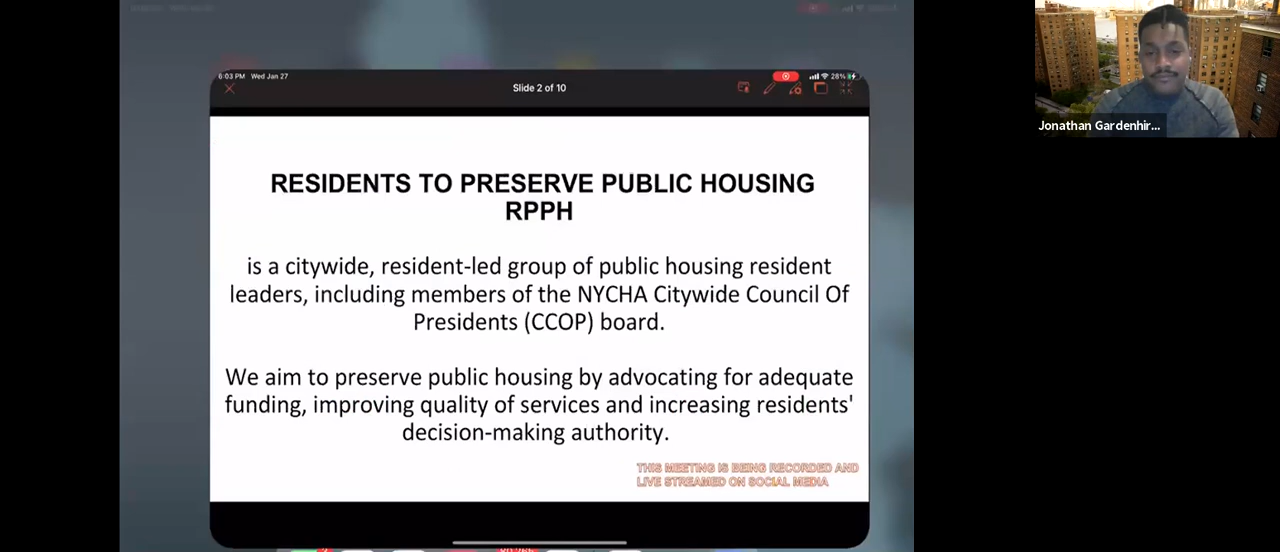 6:03 PM Wed Jan 27
28%
Slide 2 of 10
RESIDENTS TO PRESERVE PUBLIC HOUSING
RPPH
is a citywide, resident-led group of public housing resident
leaders, including members of the NYCHA Citywide Council Of
Presidents (CCOP) board.
We aim to preserve public housing by advocating for adequate
funding, improving quality of services and increasing residents'
decision-making authority.
THIS MEETING IS BEING RECORDED AND
LIVE STREAMED ON SOCIAL MEDIA
Jonathan Gardenhir...